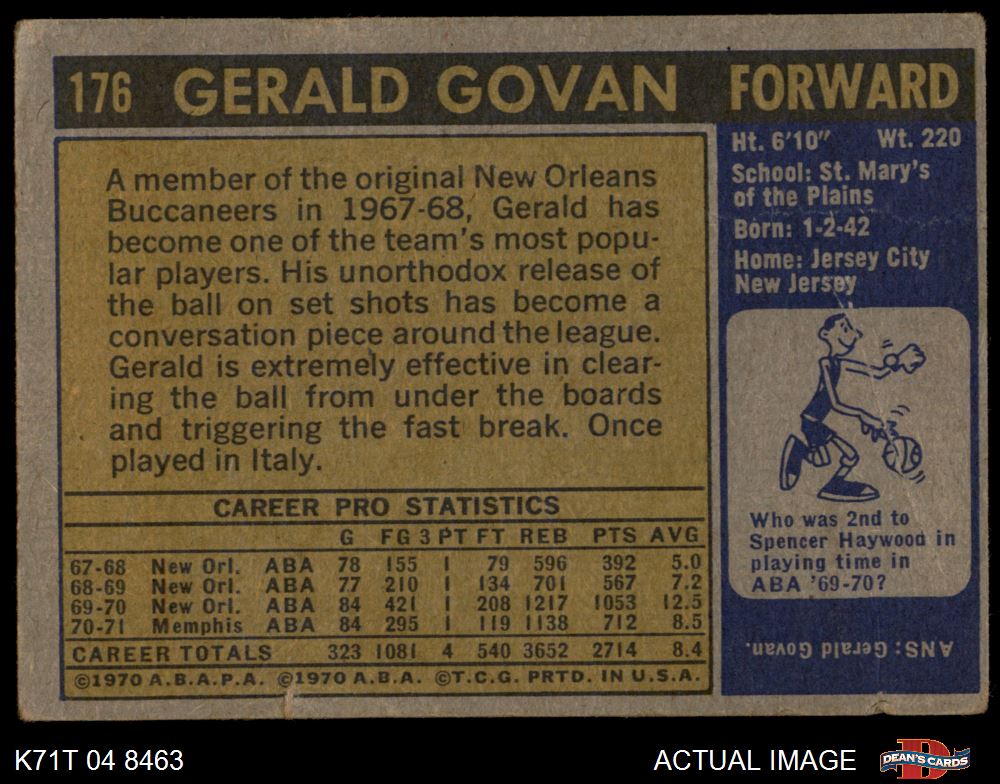 176 GERALD GOVAN FORWARD
A member of the original New Orleans
Buccaneers in 1967-68, Gerald has
become one of the team's most popu-
lar players. His unorthodox release of
the ball on set shots has become a
conversation piece around the league.
Gerald is extremely effective in clear-
ing the ball from under the boards
and triggering the fast break. Once
played in Italy.
Ht. 6'10" Wt. 220
School: St. Mary's
of the Plains
Born: 1-2-42
Home: Jersey City
New Jersey
Who was 2nd to
Spencer Haywood in
playing time in
ABA '69-70?
ANS: Gerald Govan.
CAREER PRO STATISTICS
G FG 3 PT FT REB PTS AVG
67-68 New Orl. ABA 78 155 1 79 596 392 5.0
68-69 New Orl. ABA 77 210 1 134 701 567 7.2
69-70 New Orl. ABA 84 421 1 208 1217 1053 12.5
70-71 Memphis ABA 84 295 1 119 1138 712 8.5
CAREER TOTALS 323 1081 4 540 3652 2714 8.4
©1970 A.B.A.P.A. ©1970 A.B.A. ©T.C.G. PRTD. IN U.S.A.
K71T 04 8463 ACTUAL IMAGE D DEAN'S CARDS